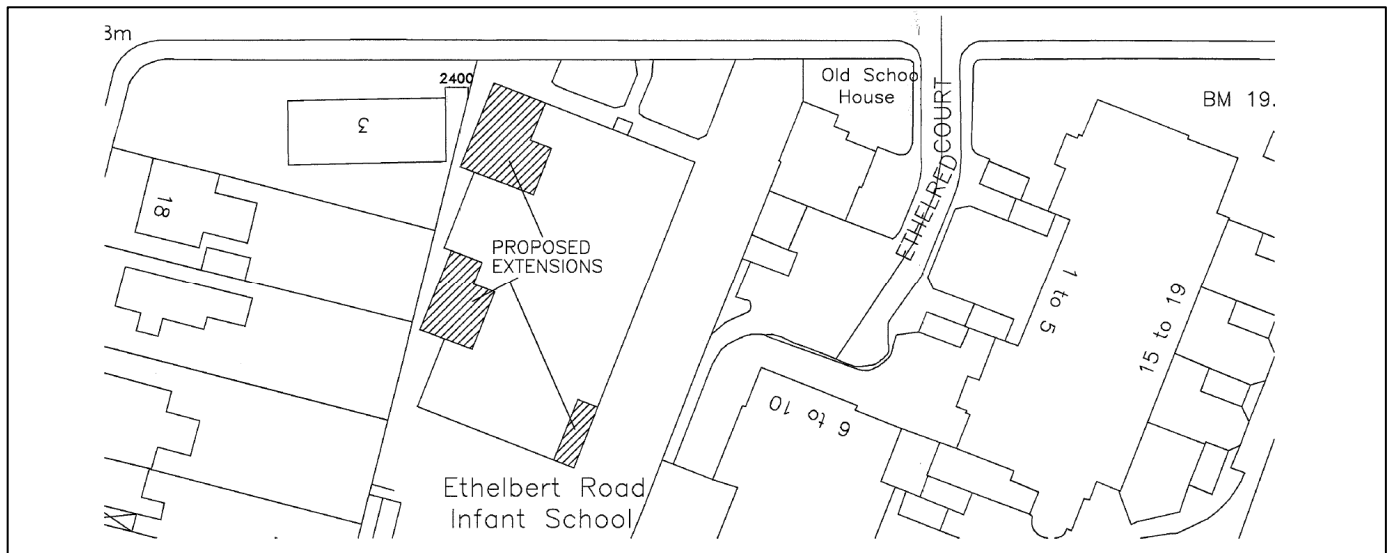 3m
2400
3
Old Schoo
House
ETHELRED COURT
BM 19.
18
PROPOSED
EXTENSIONS
1 to 5
15 to 19
6 to 10
Ethelbert Road
Infant School